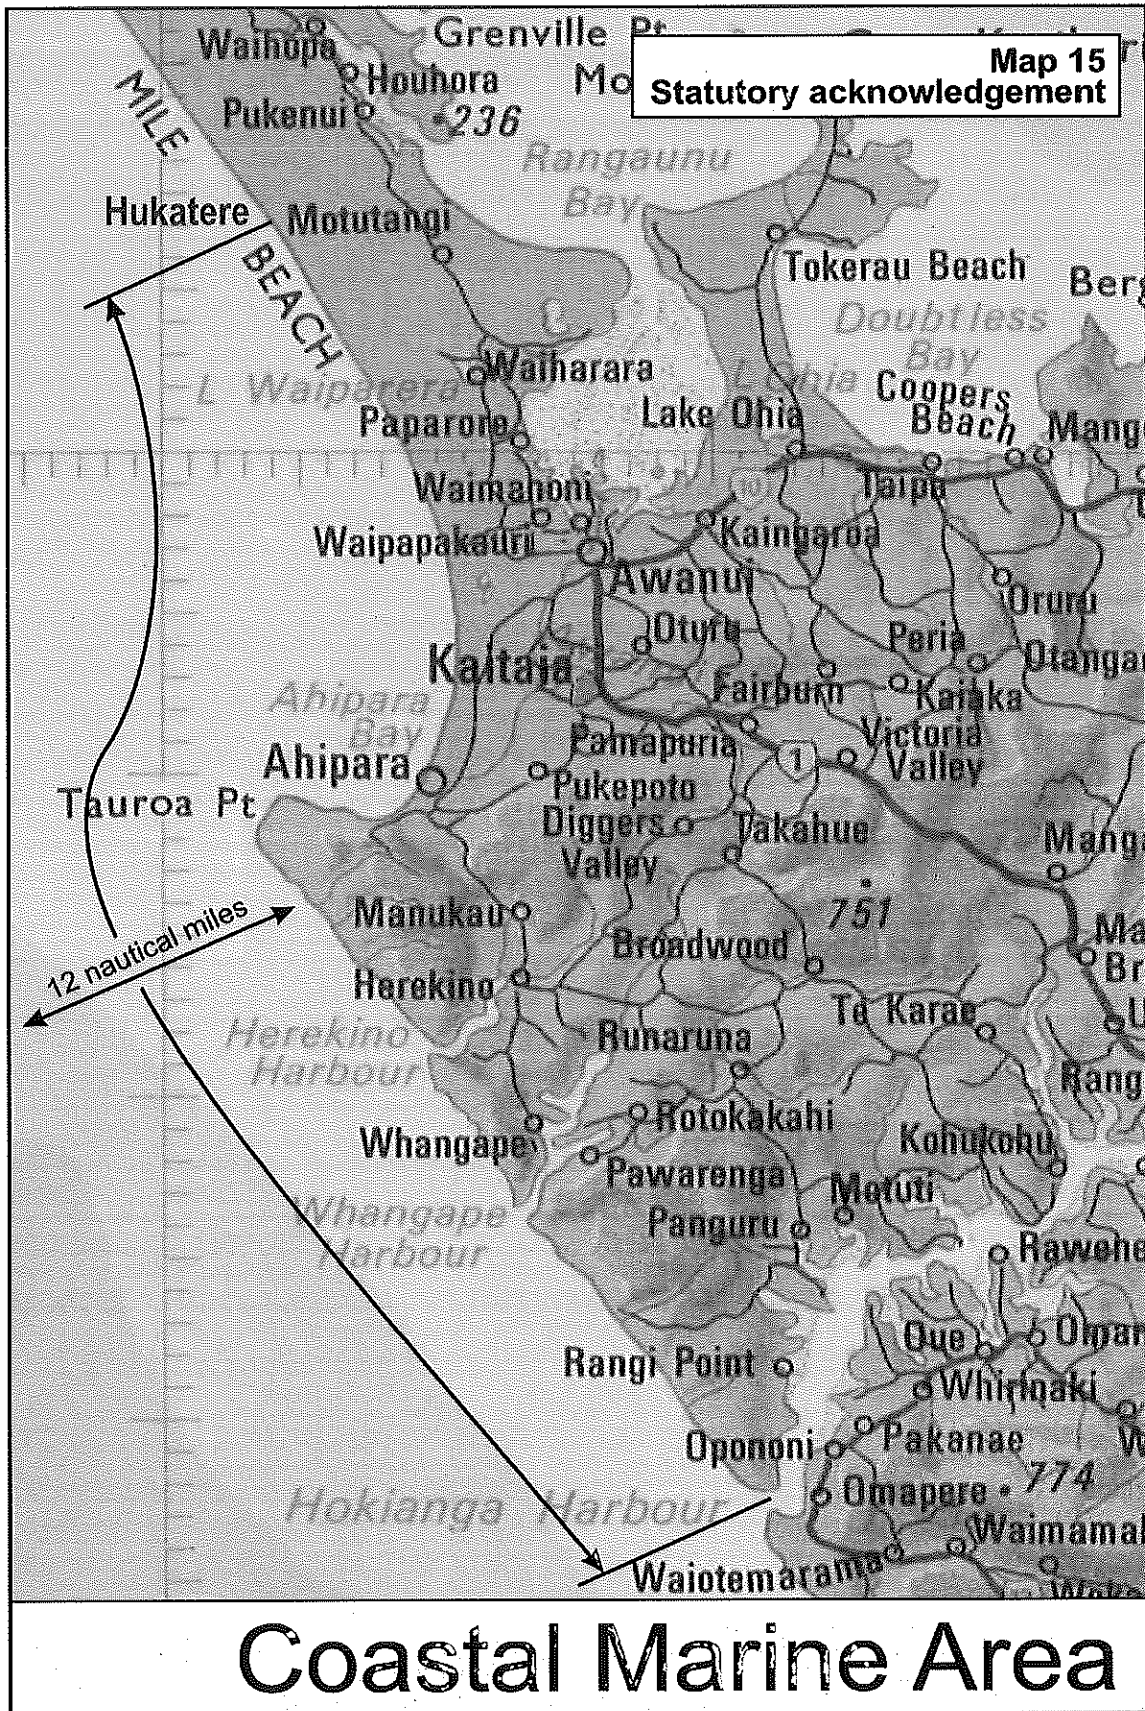 Map 15
Statutory acknowledgement
Grenville Pt
Waihopa
Houhora
Pukenui
236
Rangaunu
Bay
MILE
BEACH
Hukatere
Motutangi
Tokerau Beach
Doubtless
Bay
L Waiparera
Waiharara
Lake Ohia
Coopers
Beach
Paparore
Waimahoni
Taipa
Waipapakauri
Kaingaroa
Awanui
Oruru
Oturu
Peria
Kaitaia
Fairburn
Kaiaka
Ahipara
Bay
Pamapuria
1
Victoria
Valley
Ahipara
Pukepoto
Tauroa Pt
Diggers
Valley
Takahue
751
Manukau
Broadwood
12 nautical miles
Herekino
Te Karae
Herekino
Harbour
Runaruna
Rotokakahi
Whangape
Kohukohu
Pawarenga
Motuti
Whangape
Harbour
Panguru
Rawene
Oue
Rangi Point
Whirinaki
Opononi
Pakanae
774
Hokianga Harbour
Omapere
Waiotemarama
Coastal Marine Area